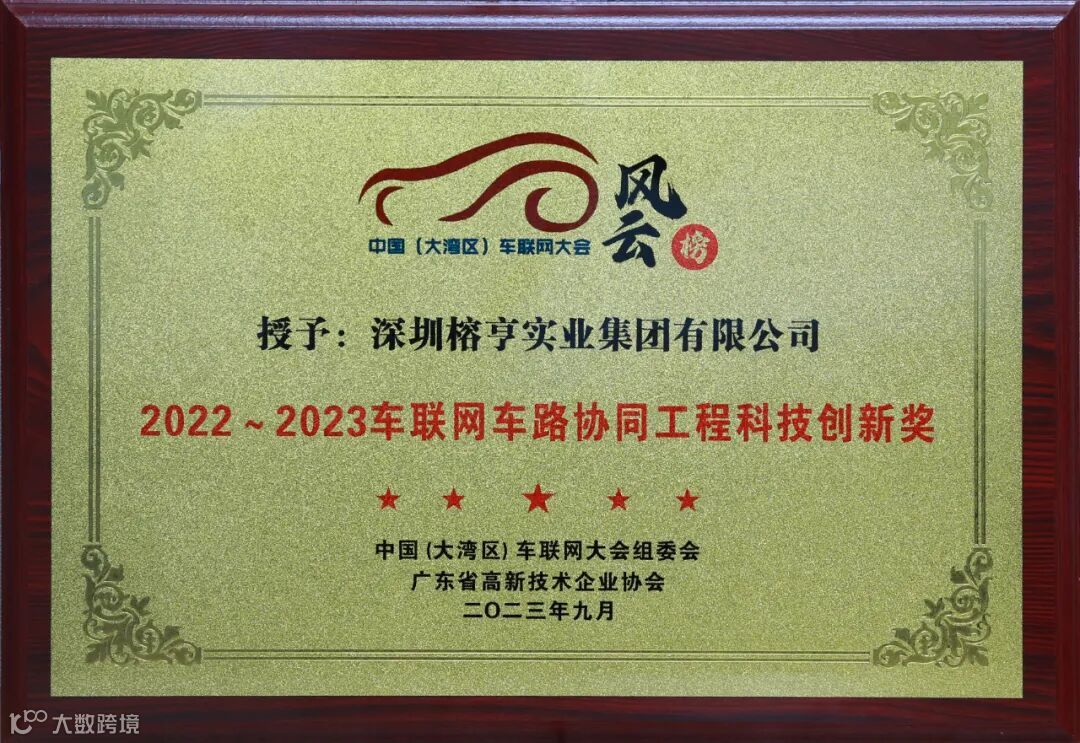 风云榜
中国（大湾区）车联网大会
授予：深圳榕亨实业集团有限公司
2022～2023车联网车路协同工程科技创新奖
中国(大湾区)车联网大会组委会
广东省高新技术企业协会
二〇二三年九月
大数跨境